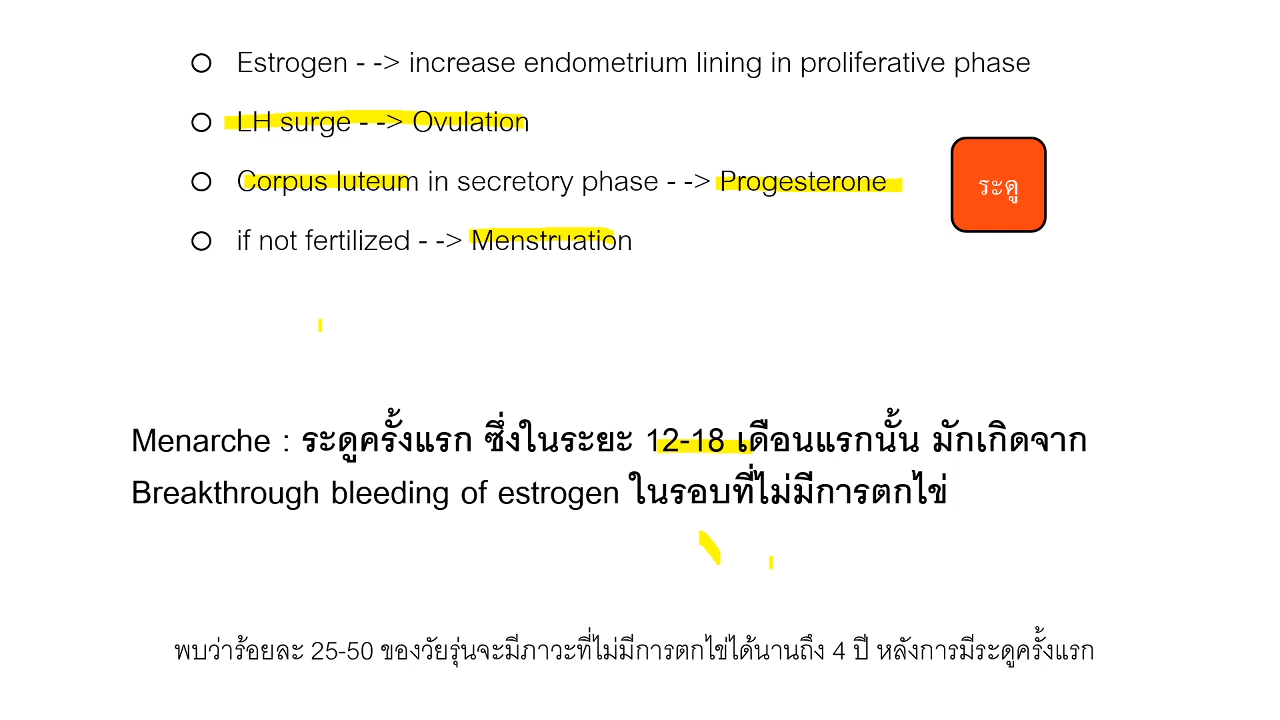 Estrogen - -> increase endometrium lining in proliferative phase
LH surge - -> Ovulation
Corpus luteum in secretory phase - -> Progesterone
ระดู
if not fertilized - -> Menstruation
Menarche : ระดูครั้งแรก ซึ่งในระยะ 12-18 เดือนแรกนั้น มักเกิดจาก
Breakthrough bleeding of estrogen ในรอบที่ไม่มีการตกไข่
พบว่าร้อยละ 25-50 ของวัยรุ่นจะมีภาวะที่ไม่มีการตกไข่ได้นานถึง 4 ปี หลังการมีระดูครั้งแรก